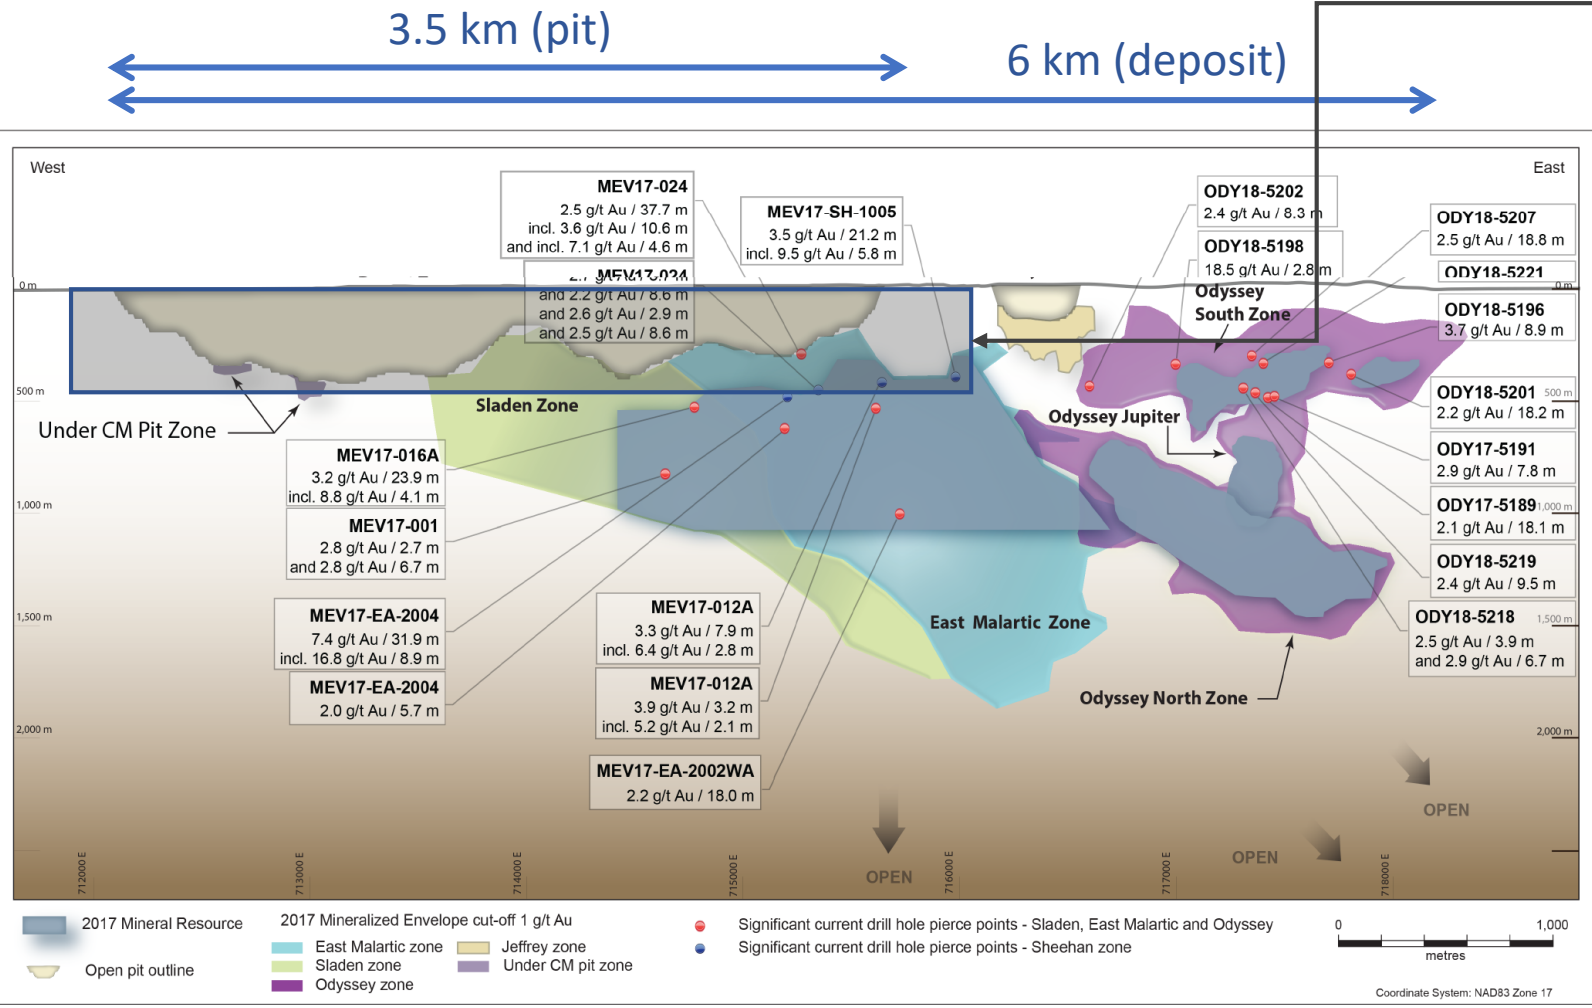 3.5 km (pit)
6 km (deposit)
West
East
MEV17-024
2.5 g/t Au / 37.7 m
incl. 3.6 g/t Au / 10.6 m
and incl. 7.1 g/t Au / 4.6 m
MEV17-024
and 2.2 g/t Au / 8.6 m
and 2.6 g/t Au / 2.9 m
and 2.5 g/t Au / 8.6 m
MEV17-SH-1005
3.5 g/t Au / 21.2 m
incl. 9.5 g/t Au / 5.8 m
ODY18-5202
2.4 g/t Au / 8.3 m
ODY18-5198
18.5 g/t Au / 2.8 m
ODY18-5207
2.5 g/t Au / 18.8 m
ODY18-5221
0 m
0 m
Odyssey
South Zone
ODY18-5196
3.7 g/t Au / 8.9 m
500 m
500 m
Sladen Zone
Under CM Pit Zone
Odyssey Jupiter
ODY18-5201
2.2 g/t Au / 18.2 m
ODY17-5191
2.9 g/t Au / 7.8 m
MEV17-016A
3.2 g/t Au / 23.9 m
incl. 8.8 g/t Au / 4.1 m
1,000 m
1,000 m
ODY17-5189
2.1 g/t Au / 18.1 m
MEV17-001
2.8 g/t Au / 2.7 m
and 2.8 g/t Au / 6.7 m
ODY18-5219
2.4 g/t Au / 9.5 m
MEV17-EA-2004
7.4 g/t Au / 31.9 m
incl. 16.8 g/t Au / 8.9 m
MEV17-012A
3.3 g/t Au / 7.9 m
incl. 6.4 g/t Au / 2.8 m
East Malartic Zone
1,500 m
1,500 m
ODY18-5218
2.5 g/t Au / 3.9 m
and 2.9 g/t Au / 6.7 m
MEV17-EA-2004
2.0 g/t Au / 5.7 m
MEV17-012A
3.9 g/t Au / 3.2 m
incl. 5.2 g/t Au / 2.1 m
Odyssey North Zone
2,000 m
2,000 m
MEV17-EA-2002WA
2.2 g/t Au / 18.0 m
OPEN
OPEN
OPEN
712000 E
713000 E
714000 E
715000 E
716000 E
717000 E
718000 E
2017 Mineral Resource
Open pit outline
2017 Mineralized Envelope cut-off 1 g/t Au
East Malartic zone
Sladen zone
Odyssey zone
Jeffrey zone
Under CM pit zone
Significant current drill hole pierce points - Sladen, East Malartic and Odyssey
Significant current drill hole pierce points - Sheehan zone
0
1,000
metres
Coordinate System: NAD83 Zone 17